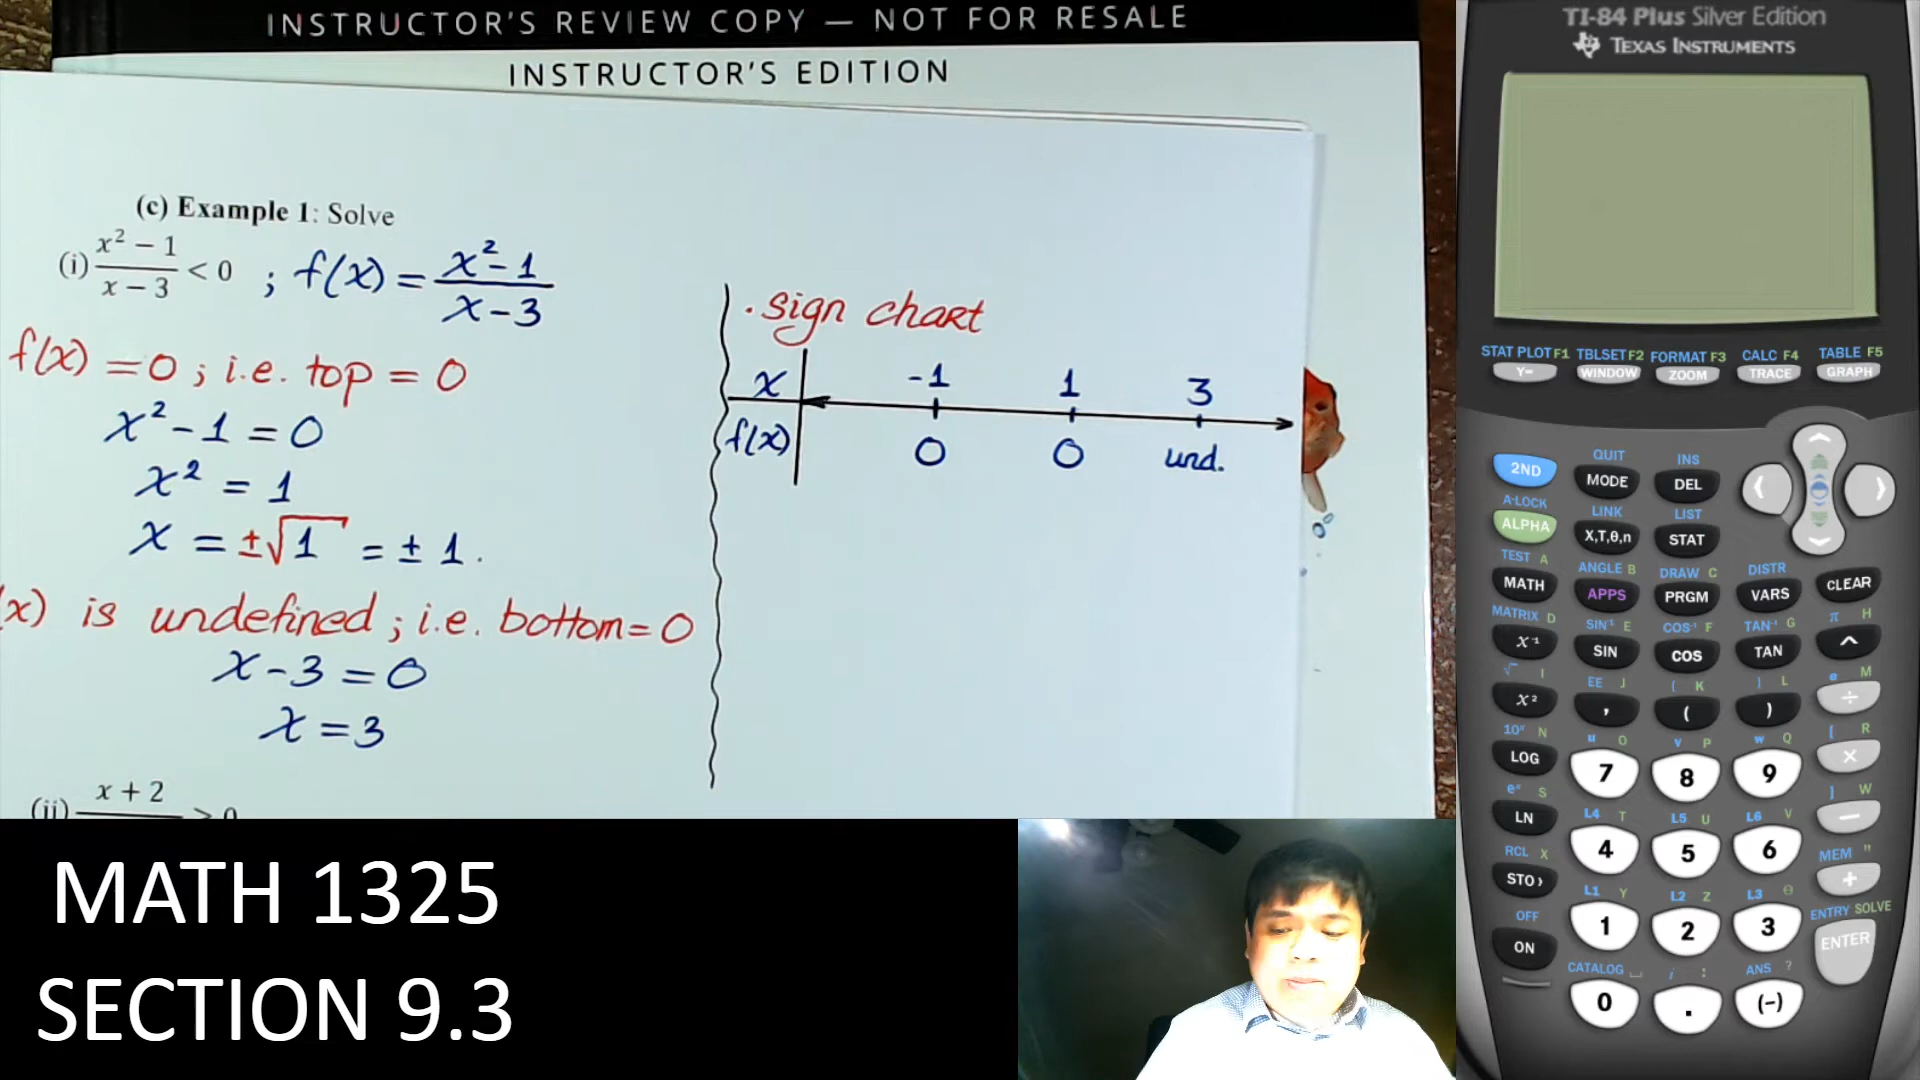 INSTRUCTOR'S REVIEW COPY — NOT FOR RESALE
INSTRUCTOR'S EDITION
(c) Example 1: Solve
(i) x² − 1 / x − 3 < 0 ; f(x) = x²-1 / x-3
f(x) = 0 ; i.e. top = 0
x² - 1 = 0
x² = 1
x = ±√1 = ± 1.
(x) is undefined ; i.e. bottom = 0
x - 3 = 0
x = 3
(ii) x + 2
· sign chart
x -1 1 3
f(x) 0 0 und.
MATH 1325
SECTION 9.3
TI-84 Plus Silver Edition
TEXAS INSTRUMENTS
STAT PLOT F1 TBLSET F2 FORMAT F3 CALC F4 TABLE F5
Y= WINDOW ZOOM TRACE GRAPH
QUIT INS
2ND MODE DEL
A-LOCK LINK LIST
ALPHA X,T,θ,n STAT
TEST A ANGLE B DRAW C DISTR
MATH APPS PRGM VARS CLEAR
MATRIX D SIN⁻¹ E COS⁻¹ F TAN⁻¹ G π H
x⁻¹ SIN COS TAN ^
√ I EE J { K } L e M
x² , ( ) ÷
10ˣ N u O v P w Q [ R
LOG 7 8 9 ×
eˣ S L4 T L5 U L6 V ] W
LN 4 5 6 −
RCL X L1 Y L2 Z L3 θ MEM "
STO› 1 2 3 +
OFF CATALOG ⎵ i : ANS ? ENTRY SOLVE
ON 0 . (−) ENTER